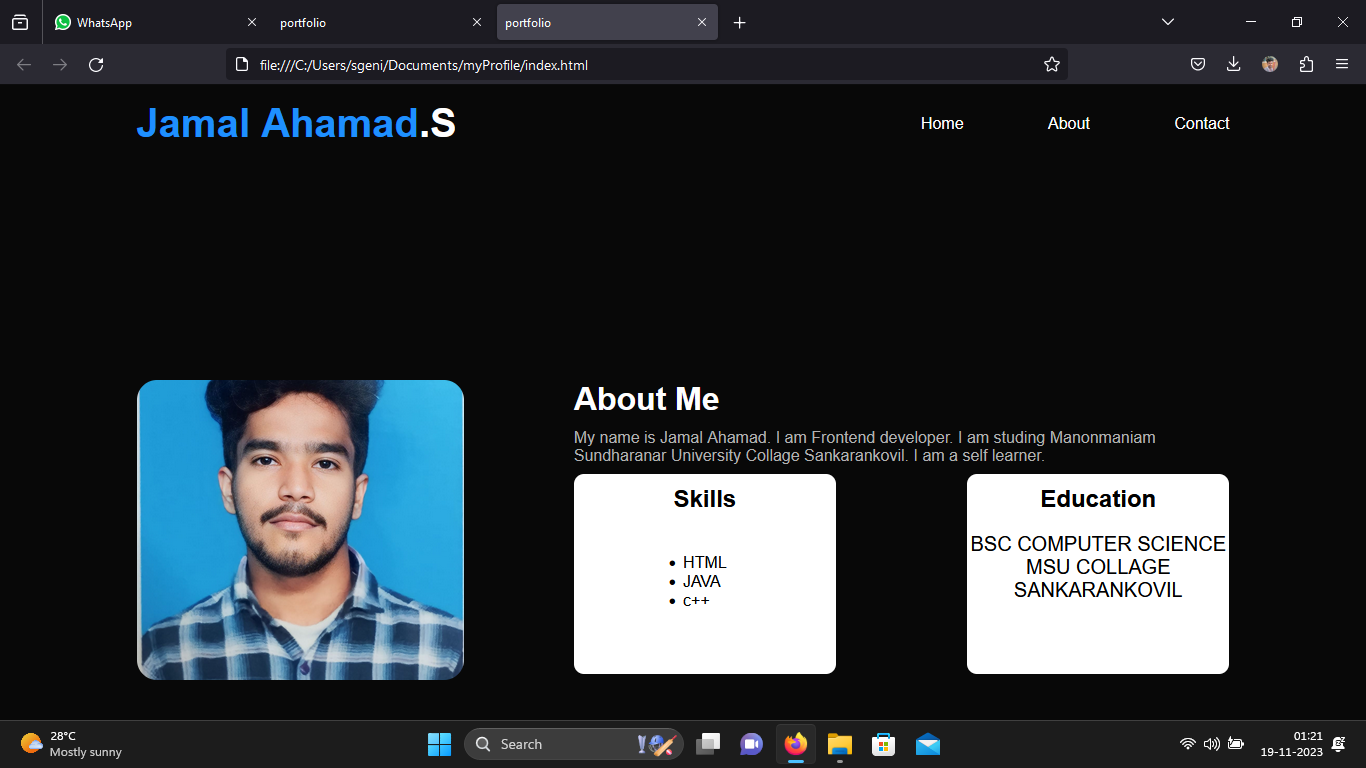 WhatsApp
portfolio
portfolio
file:///C:/Users/sgeni/Documents/myProfile/index.html
Jamal Ahamad.S
Home
About
Contact
About Me
My name is Jamal Ahamad. I am Frontend developer. I am studing Manonmaniam
Sundharanar University Collage Sankarankovil. I am a self learner.
Skills
• HTML
• JAVA
• c++
Education
BSC COMPUTER SCIENCE
MSU COLLAGE
SANKARANKOVIL
28°C
Mostly sunny
Search
01:21
19-11-2023